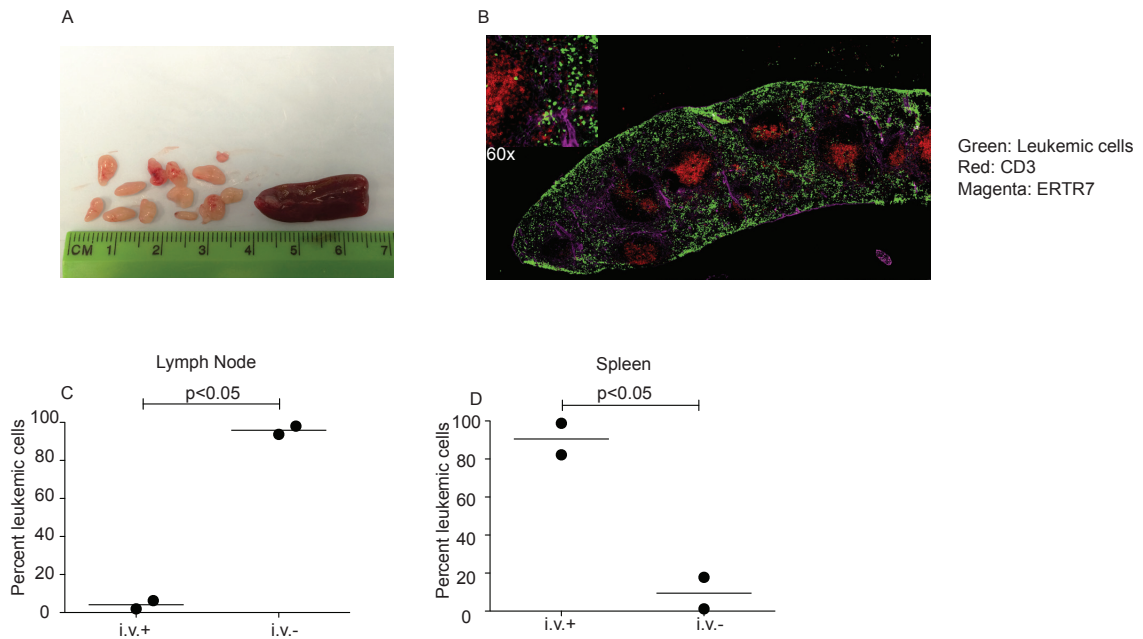 A
CM 1 2 3 4 5 6 7
B
60x
Green: Leukemic cells
Red: CD3
Magenta: ERTR7
Lymph Node
C
p<0.05
Percent leukemic cells
100
80
60
40
20
0
i.v.+ i.v.-
Spleen
D
p<0.05
Percent leukemic cells
100
80
60
40
20
0
i.v.+ i.v.-